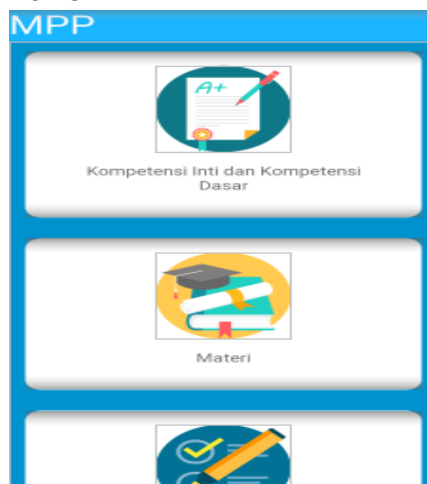 MPP
A+
Kompetensi Inti dan Kompetensi
Dasar
Materi